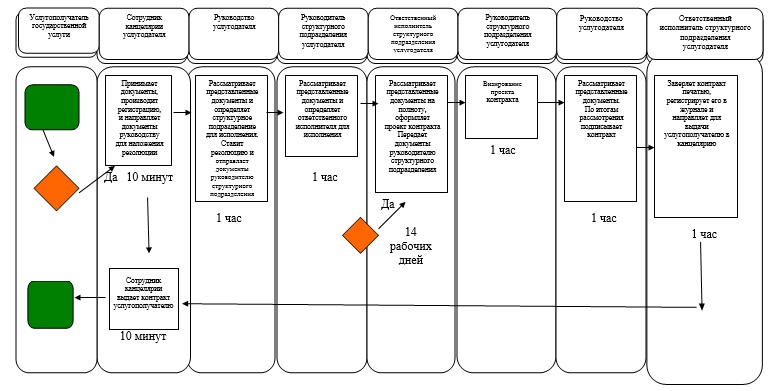 Услугополучатель
государственной
услуги
Сотрудник
канцелярии
услугодателя
Руководство
услугодателя
Руководитель
структурного
подразделения
услугодателя
Ответственный
исполнитель структурного
подразделения
услугодателя
Руководитель
структурного
подразделения
услугодателя
Руководство
услугодателя
Ответственный
исполнитель структурного
подразделения
услугодателя
Принимает
документы,
производит
регистрацию,
и направляет
документы
руководству
для наложения
резолюции
Да
10 минут
Рассматривает
представленные
документы и
определяет
структурное
подразделение
для исполнения.
Ставит
резолюцию и
отправляет
документы
руководителю
структурного
подразделения
1 час
Рассматривает
представленные
документы и
определяет
ответственного
исполнителя для
исполнения
1 час
Рассматривает
представленные
документы на
полноту,
оформляет
проект контракта
Передает
документы
руководителю
структурного
подразделения
Да
14
рабочих
дней
Визирование
проекта
контракта
1 час
Рассматривает
представленные
документы.
По итогам
рассмотрения
подписывает
контракт
1 час
Заверяет контракт
печатью,
регистрирует его в
журнале и
направляет для
выдачи
услугополучателю в
канцелярию
1 час
Сотрудник
канцелярии
выдает контракт
услугополучателю
10 минут